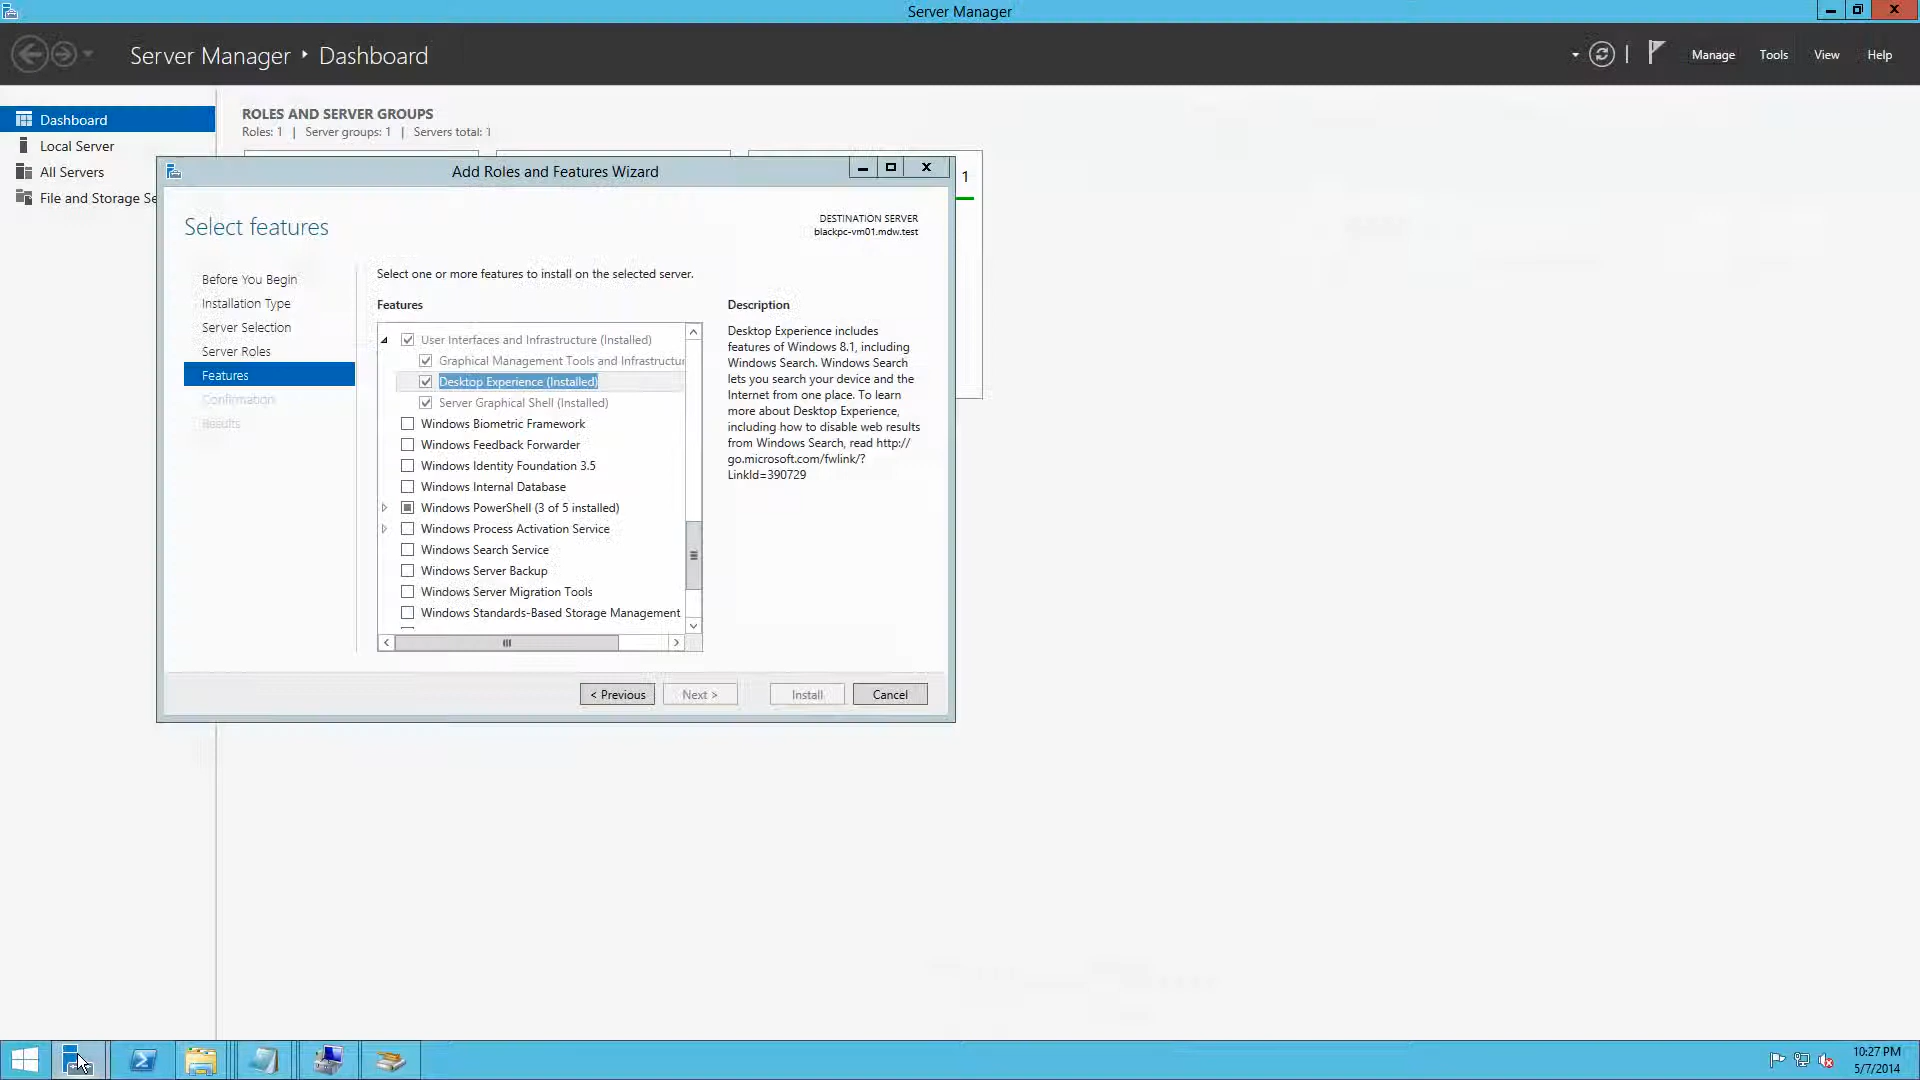 Server Manager
Server Manager ‣ Dashboard
Manage
Tools
View
Help
Dashboard
Local Server
All Servers
File and Storage Se
ROLES AND SERVER GROUPS
Roles: 1 | Server groups: 1 | Servers total: 1
1
Add Roles and Features Wizard
Select features
DESTINATION SERVER
blackpc-vm01.mdw.test
Before You Begin
Installation Type
Server Selection
Server Roles
Features
Confirmation
Results
Select one or more features to install on the selected server.
Features
User Interfaces and Infrastructure (Installed)
Graphical Management Tools and Infrastructur
Desktop Experience (Installed)
Server Graphical Shell (Installed)
Windows Biometric Framework
Windows Feedback Forwarder
Windows Identity Foundation 3.5
Windows Internal Database
Windows PowerShell (3 of 5 installed)
Windows Process Activation Service
Windows Search Service
Windows Server Backup
Windows Server Migration Tools
Windows Standards-Based Storage Management
Description
Desktop Experience includes
features of Windows 8.1, including
Windows Search. Windows Search
lets you search your device and the
Internet from one place. To learn
more about Desktop Experience,
including how to disable web results
from Windows Search, read http://
go.microsoft.com/fwlink/?
LinkId=390729
< Previous
Next >
Install
Cancel
10:27 PM
5/7/2014